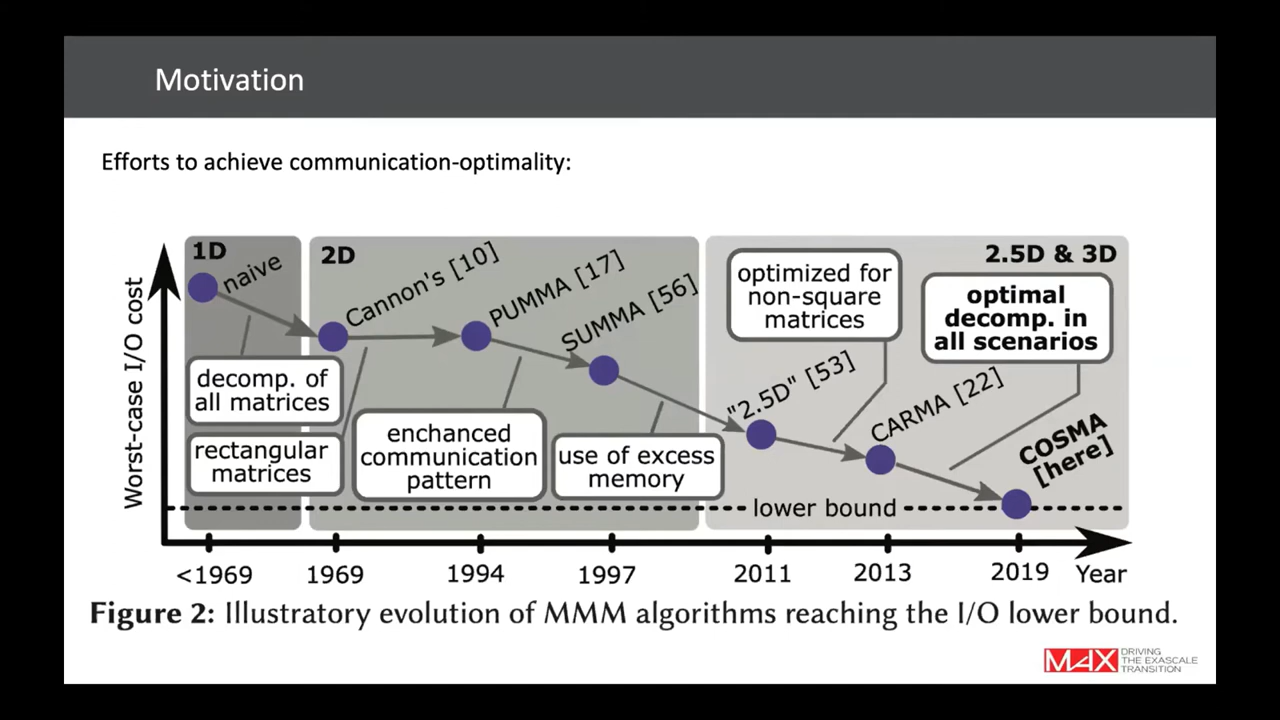 Motivation
Efforts to achieve communication-optimality:
1D
2D
2.5D & 3D
naive
Cannon's [10]
PUMMA [17]
SUMMA [56]
"2.5D" [53]
CARMA [22]
COSMA
[here]
optimized for
non-square
matrices
optimal
decomp. in
all scenarios
decomp. of
all matrices
rectangular
matrices
enchanced
communication
pattern
use of excess
memory
lower bound
Worst-case I/O cost
<1969
1969
1994
1997
2011
2013
2019
Year
Figure 2: Illustratory evolution of MMM algorithms reaching the I/O lower bound.
MAX
DRIVING
THE EXASCALE
TRANSITION